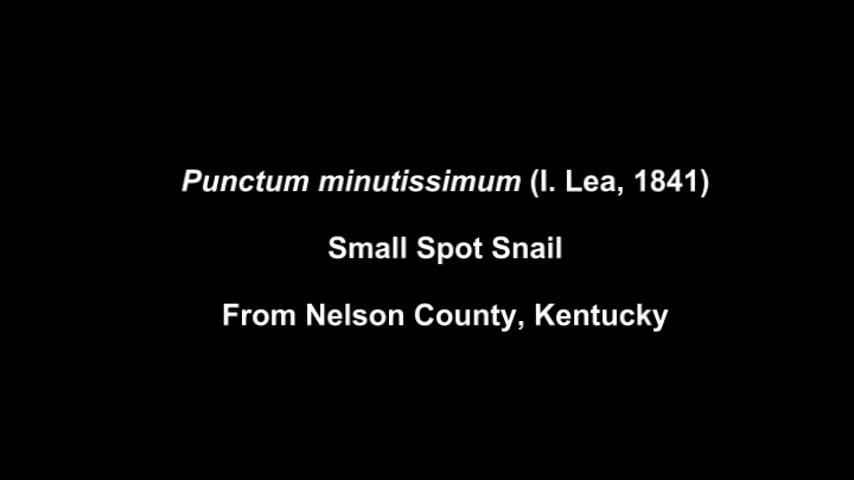 Punctum minutissimum (I. Lea, 1841)
Small Spot Snail
From Nelson County, Kentucky